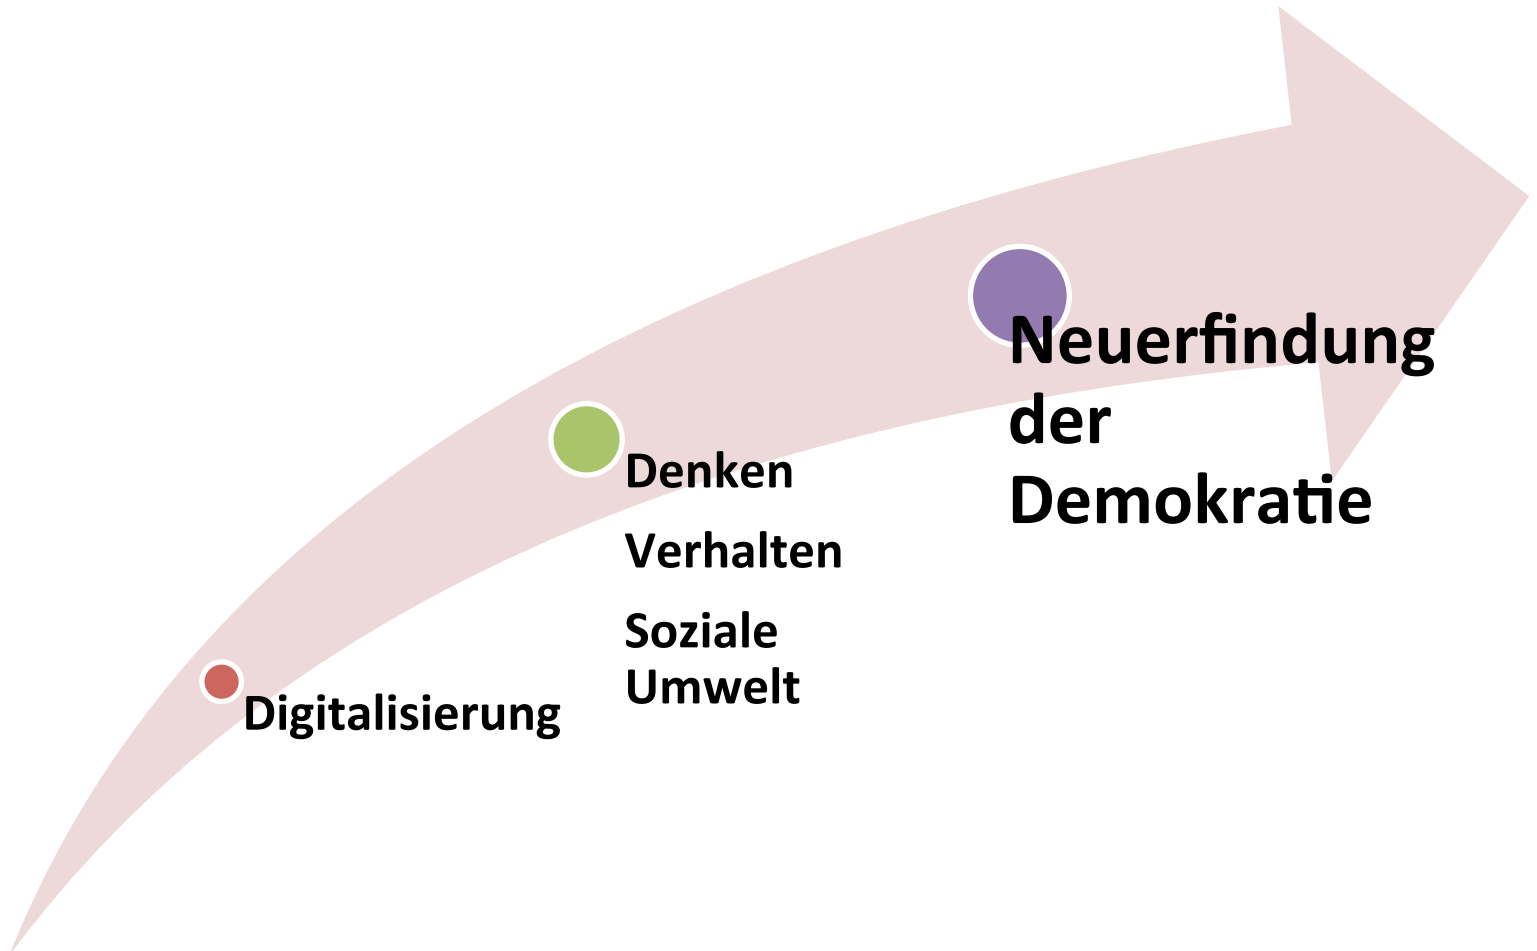 Digitalisierung
Denken
Verhalten
Soziale
Umwelt
Neuerfindung
der
Demokratie